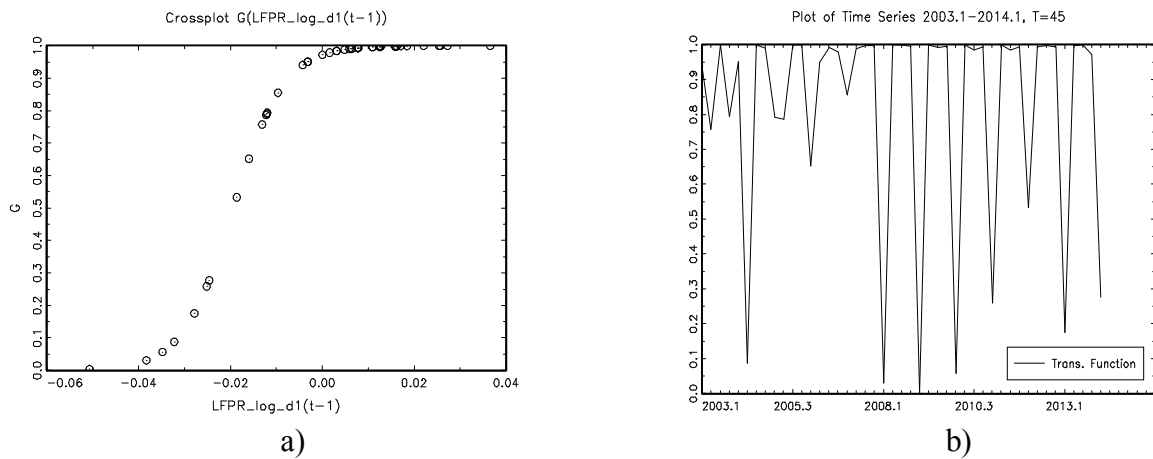 Crossplot G(LFPR_log_d1(t-1))
G
0.0 0.1 0.2 0.3 0.4 0.5 0.6 0.7 0.8 0.9 1.0
-0.06 -0.04 -0.02 0.00 0.02 0.04
LFPR_log_d1(t-1)
a)
Plot of Time Series 2003.1-2014.1, T=45
0.0 0.1 0.2 0.3 0.4 0.5 0.6 0.7 0.8 0.9 1.0
Trans. Function
2003.1 2005.3 2008.1 2010.3 2013.1
b)